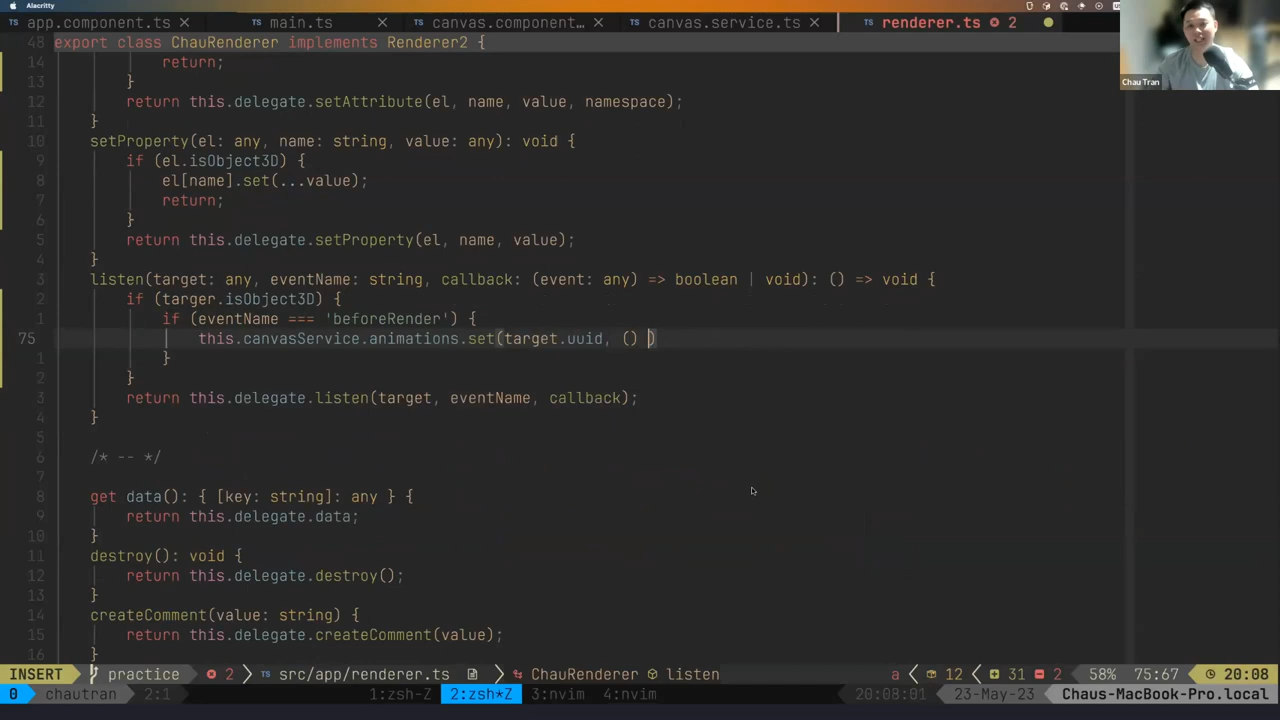 Alacritty
app.component.ts main.ts canvas.component... canvas.service.ts renderer.ts 2
48 export class ChauRenderer implements Renderer2 {
14 return;
13 }
12 return this.delegate.setAttribute(el, name, value, namespace);
11 }
10 setProperty(el: any, name: string, value: any): void {
9 if (el.isObject3D) {
8 el[name].set(...value);
7 return;
6 }
5 return this.delegate.setProperty(el, name, value);
4 }
3 listen(target: any, eventName: string, callback: (event: any) => boolean | void): () => void {
2 if (targer.isObject3D) {
1 if (eventName === 'beforeRender') {
75 this.canvasService.animations.set(target.uuid, () )
1 }
2 }
3 return this.delegate.listen(target, eventName, callback);
4 }
5
6 /* -- */
7
8 get data(): { [key: string]: any } {
9 return this.delegate.data;
10 }
11 destroy(): void {
12 return this.delegate.destroy();
13 }
14 createComment(value: string) {
15 return this.delegate.createComment(value);
16 }
INSERT practice 2 src/app/renderer.ts ChauRenderer listen a 12 31 2 58% 75:67 20:08
0 chautran 2:1 1:zsh-Z 2:zsh*Z 3:nvim 4:nvim 20:08:01 23-May-23 Chaus-MacBook-Pro.local
Chau Tran